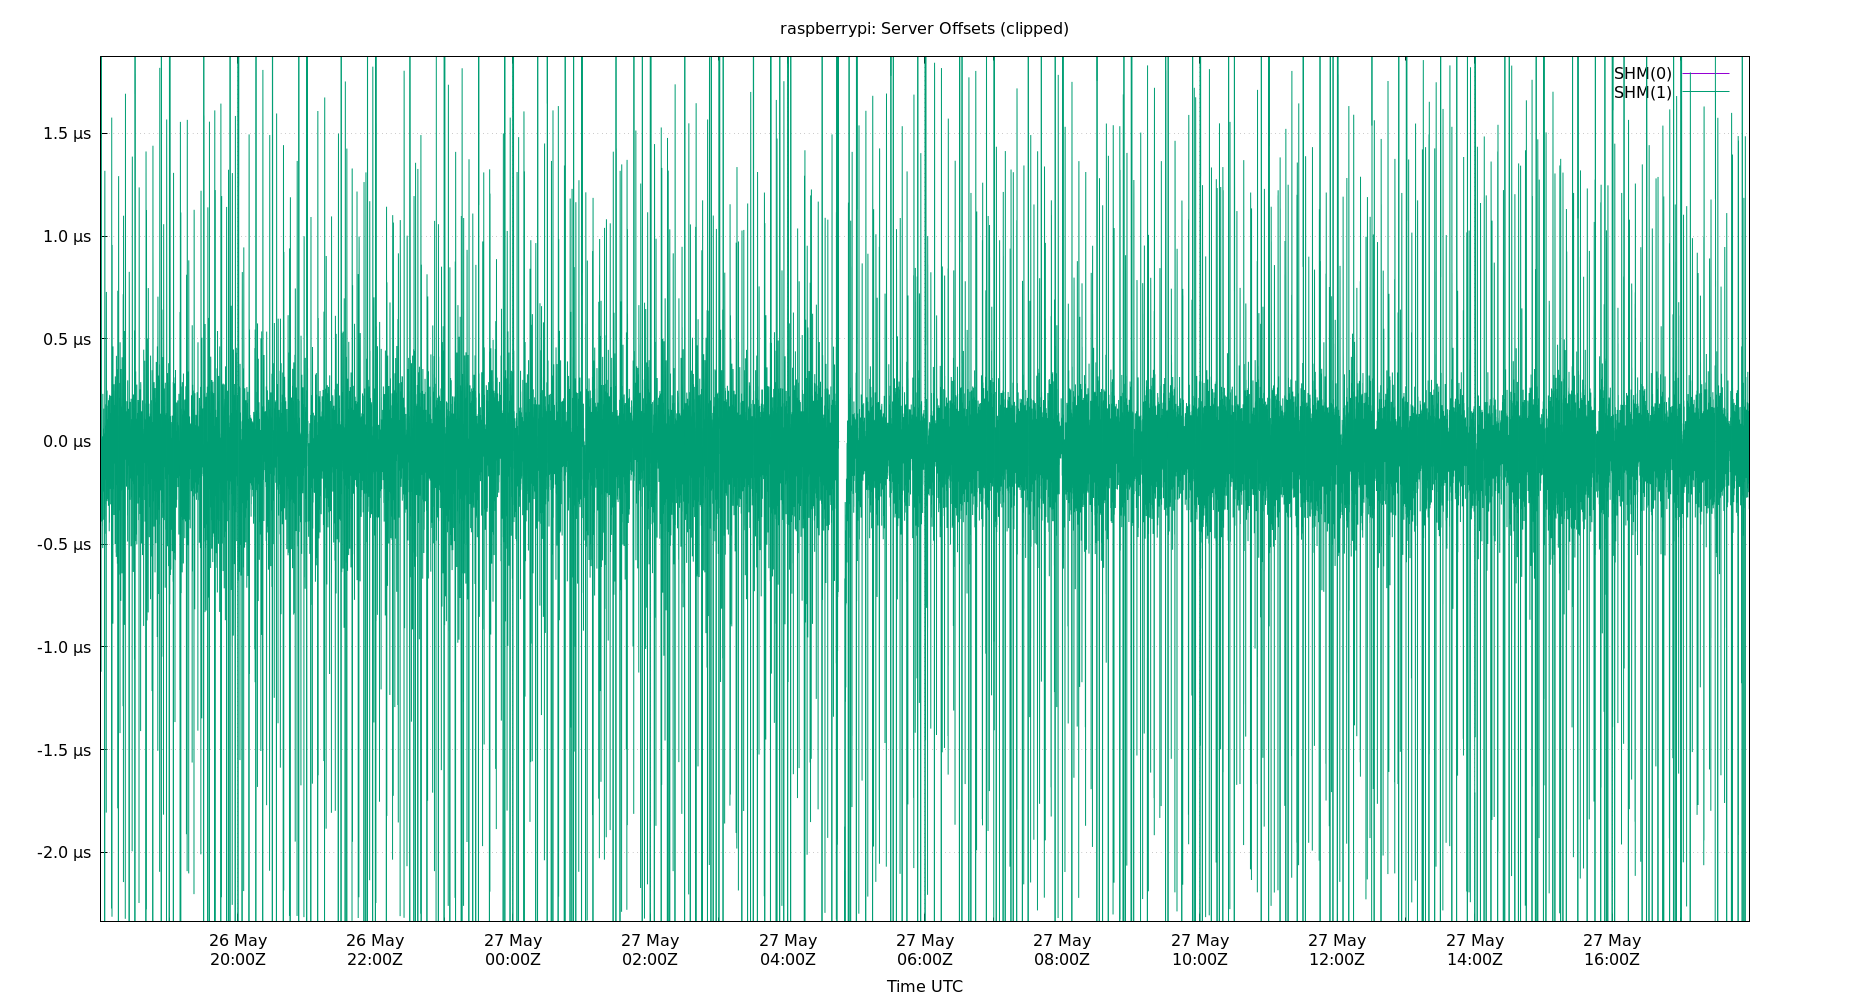 raspberrypi: Server Offsets (clipped)
SHM(0)
SHM(1)
1.5 µs
1.0 µs
0.5 µs
0.0 µs
-0.5 µs
-1.0 µs
-1.5 µs
-2.0 µs
26 May 26 May 27 May 27 May 27 May 27 May 27 May 27 May 27 May 27 May 27 May
20:00Z 22:00Z 00:00Z 02:00Z 04:00Z 06:00Z 08:00Z 10:00Z 12:00Z 14:00Z 16:00Z
Time UTC